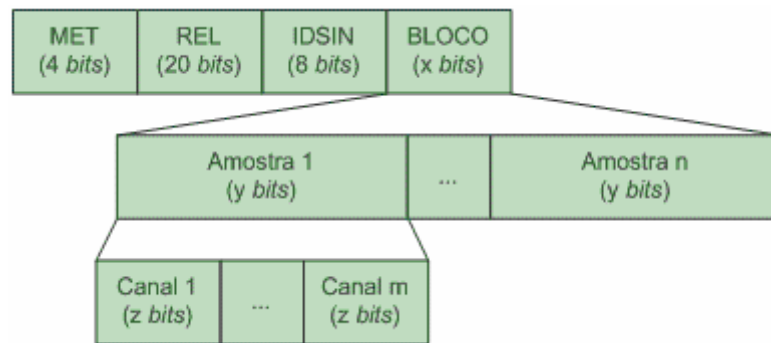 MET
(4 bits)
REL
(20 bits)
IDSIN
(8 bits)
BLOCO
(x bits)
Amostra 1
(y bits)
...
Amostra n
(y bits)
Canal 1
(z bits)
...
Canal m
(z bits)